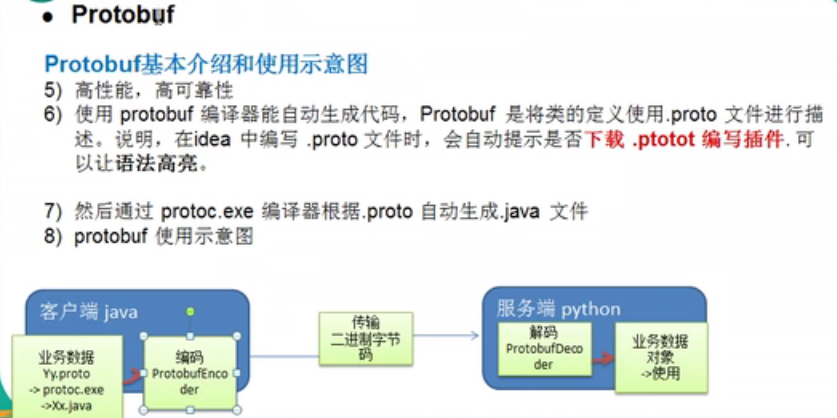 • Protobuf
Protobuf基本介绍和使用示意图
5) 高性能，高可靠性
6) 使用 protobuf 编译器能自动生成代码，Protobuf 是将类的定义使用.proto 文件进行描
述。说明，在idea 中编写 .proto 文件时，会自动提示是否下载 .ptotot 编写插件. 可
以让语法高亮。
7) 然后通过 protoc.exe 编译器根据.proto 自动生成.java 文件
8) protobuf 使用示意图
客户端 java
业务数据
Yy.proto
-> protoc.exe
->Xx.java
编码
ProtobufEnco
der
传输
二进制字节
码
服务端 python
解码
ProtobufDeco
der
业务数据
对象
->使用